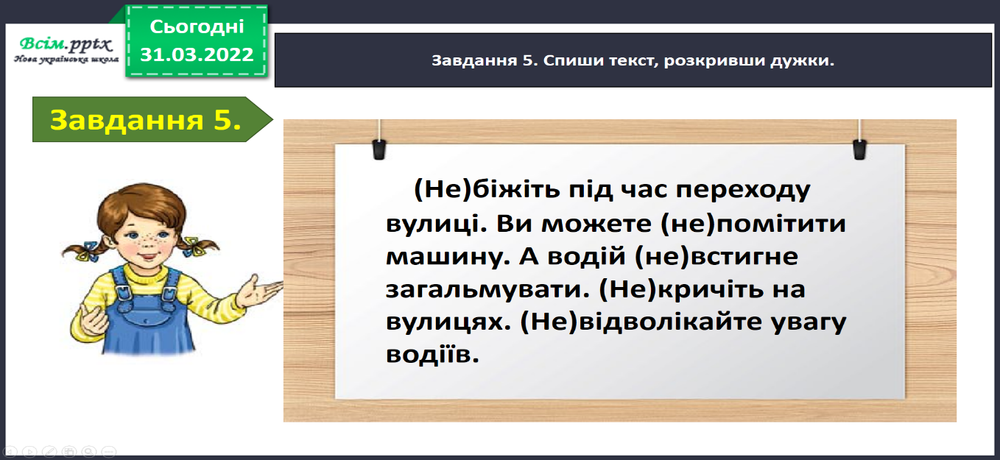 Всім.pptx
Нова українська школа
Сьогодні
31.03.2022
Завдання 5. Спиши текст, розкривши дужки.
Завдання 5.
(Не)біжіть під час переходу
вулиці. Ви можете (не)помітити
машину. А водій (не)встигне
загальмувати. (Не)кричіть на
вулицях. (Не)відволікайте увагу
водіїв.